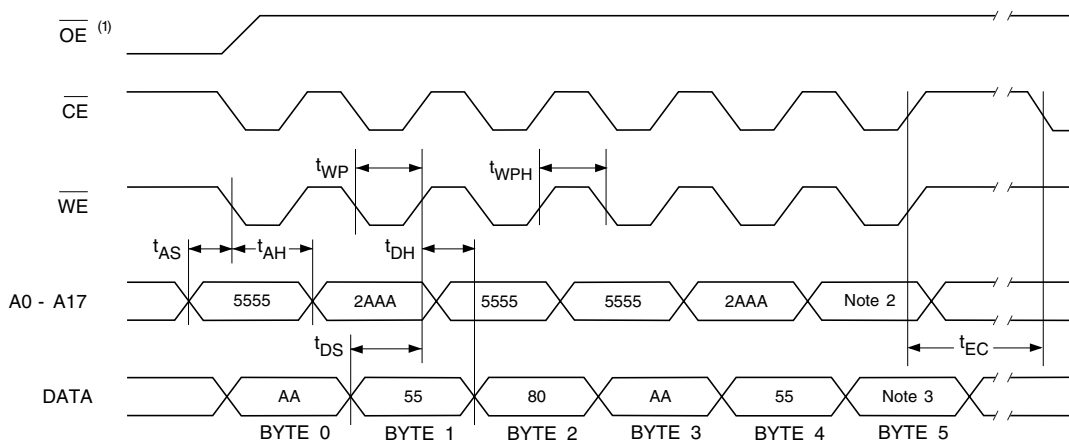 OE (1)
CE
tWP
tWPH
WE
tAS
tAH
tDH
A0 - A17
5555
2AAA
5555
5555
2AAA
Note 2
tDS
tEC
DATA
AA
55
80
AA
55
Note 3
BYTE 0
BYTE 1
BYTE 2
BYTE 3
BYTE 4
BYTE 5